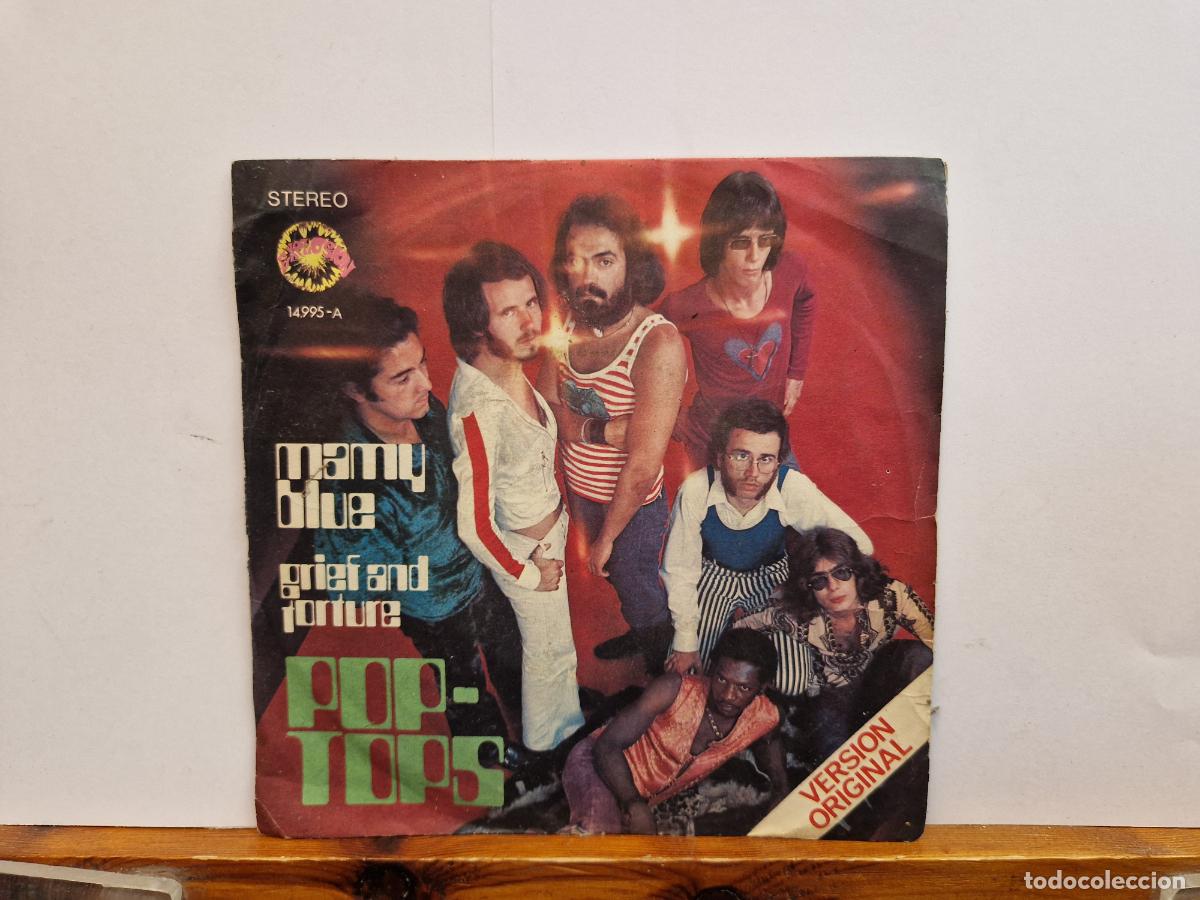 STEREO
14.995-A
mamy
blue
grief and
torture
POP-
TOPS
VERSION
ORIGINAL
todocoleccion